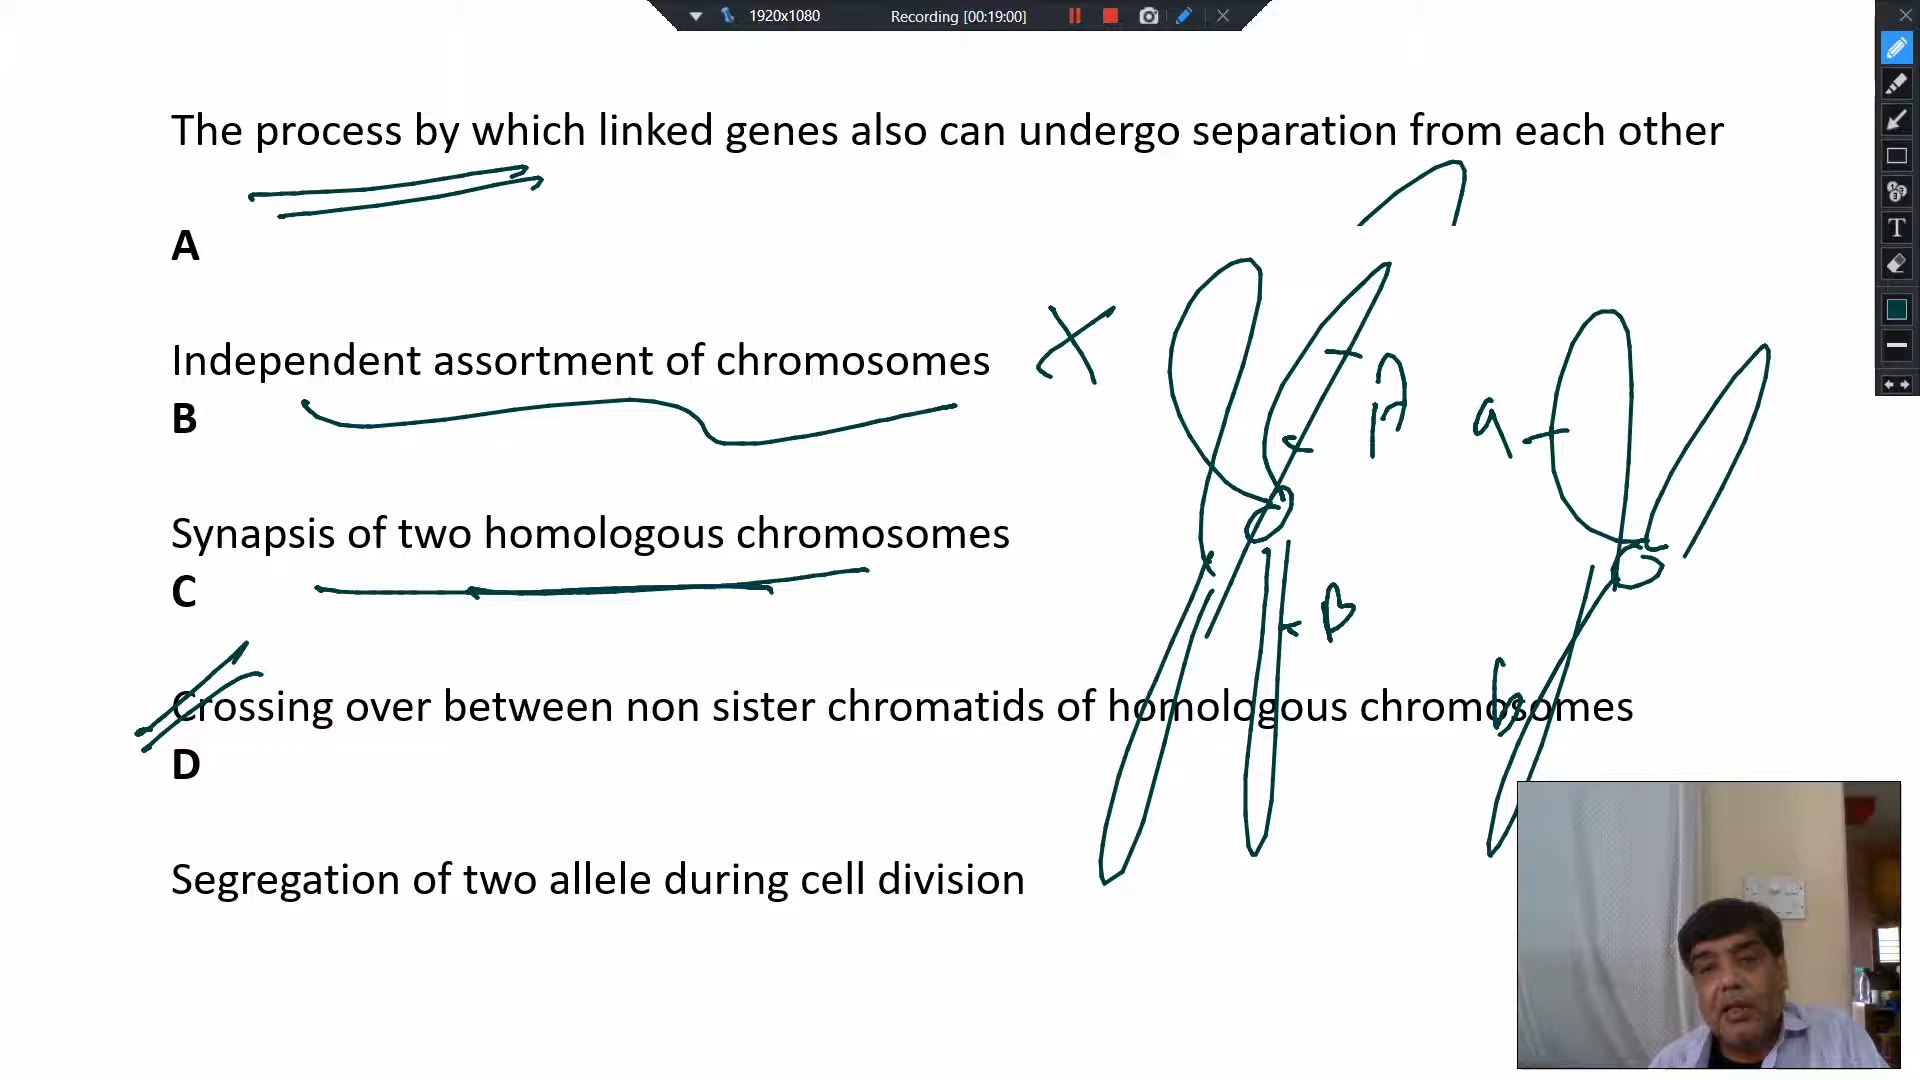 1920x1080
Recording [00:19:00]
The process by which linked genes also can undergo separation from each other
A
Independent assortment of chromosomes
B
Synapsis of two homologous chromosomes
C
Crossing over between non sister chromatids of homologous chromosomes
D
Segregation of two allele during cell division
A
a
B
b
T